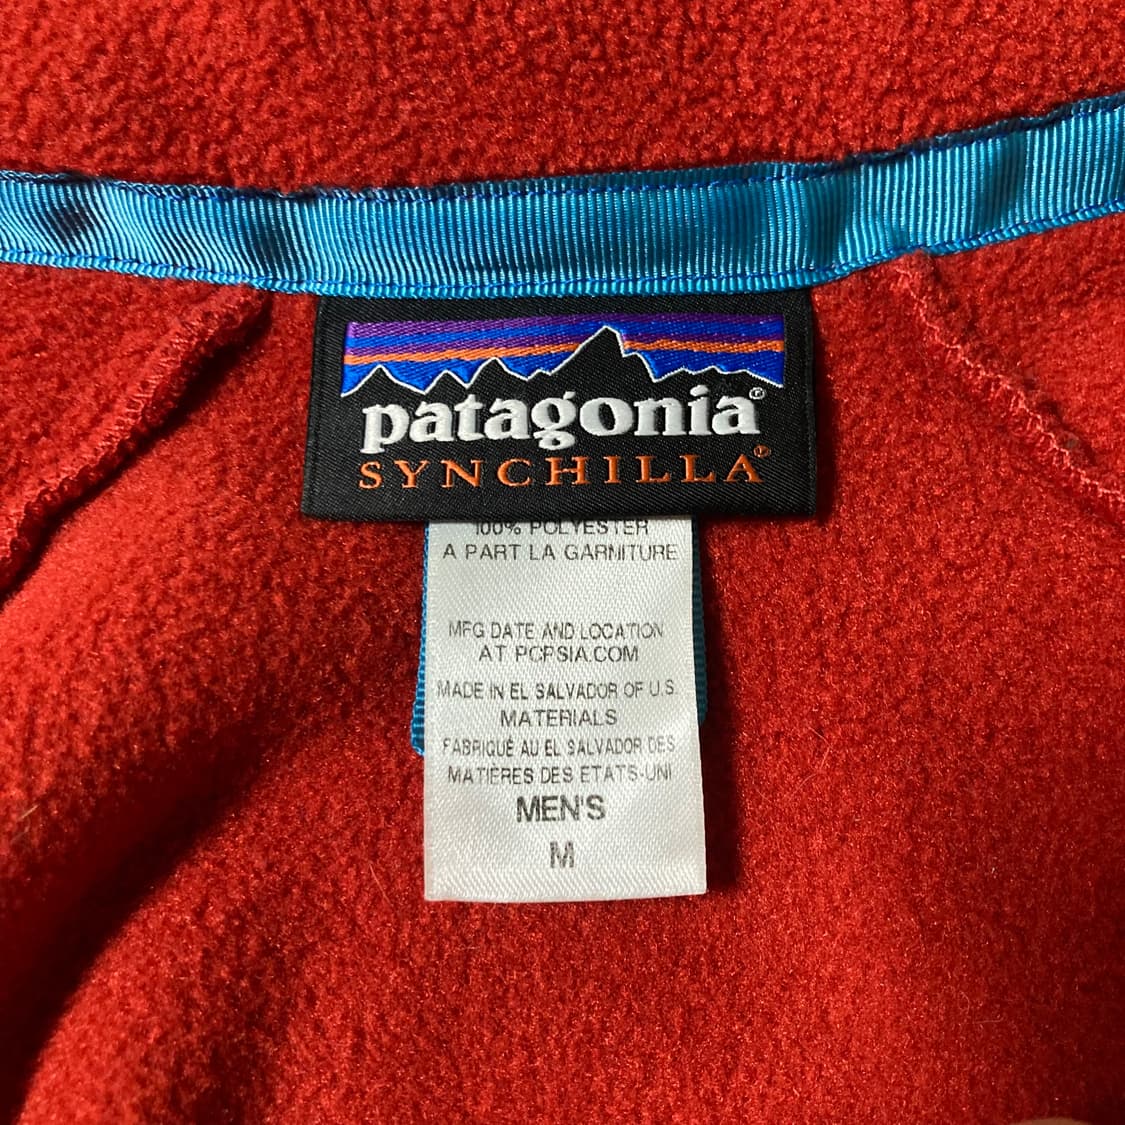 patagonia®
SYNCHILLA®
100% POLYESTER
A PART LA GARNITURE
MFG DATE AND LOCATION
AT PCPSIA.COM
MADE IN EL SALVADOR OF U.S.
MATERIALS
FABRIQUÉ AU EL SALVADOR DES
MATIERES DES ETATS-UNI
MEN'S
M